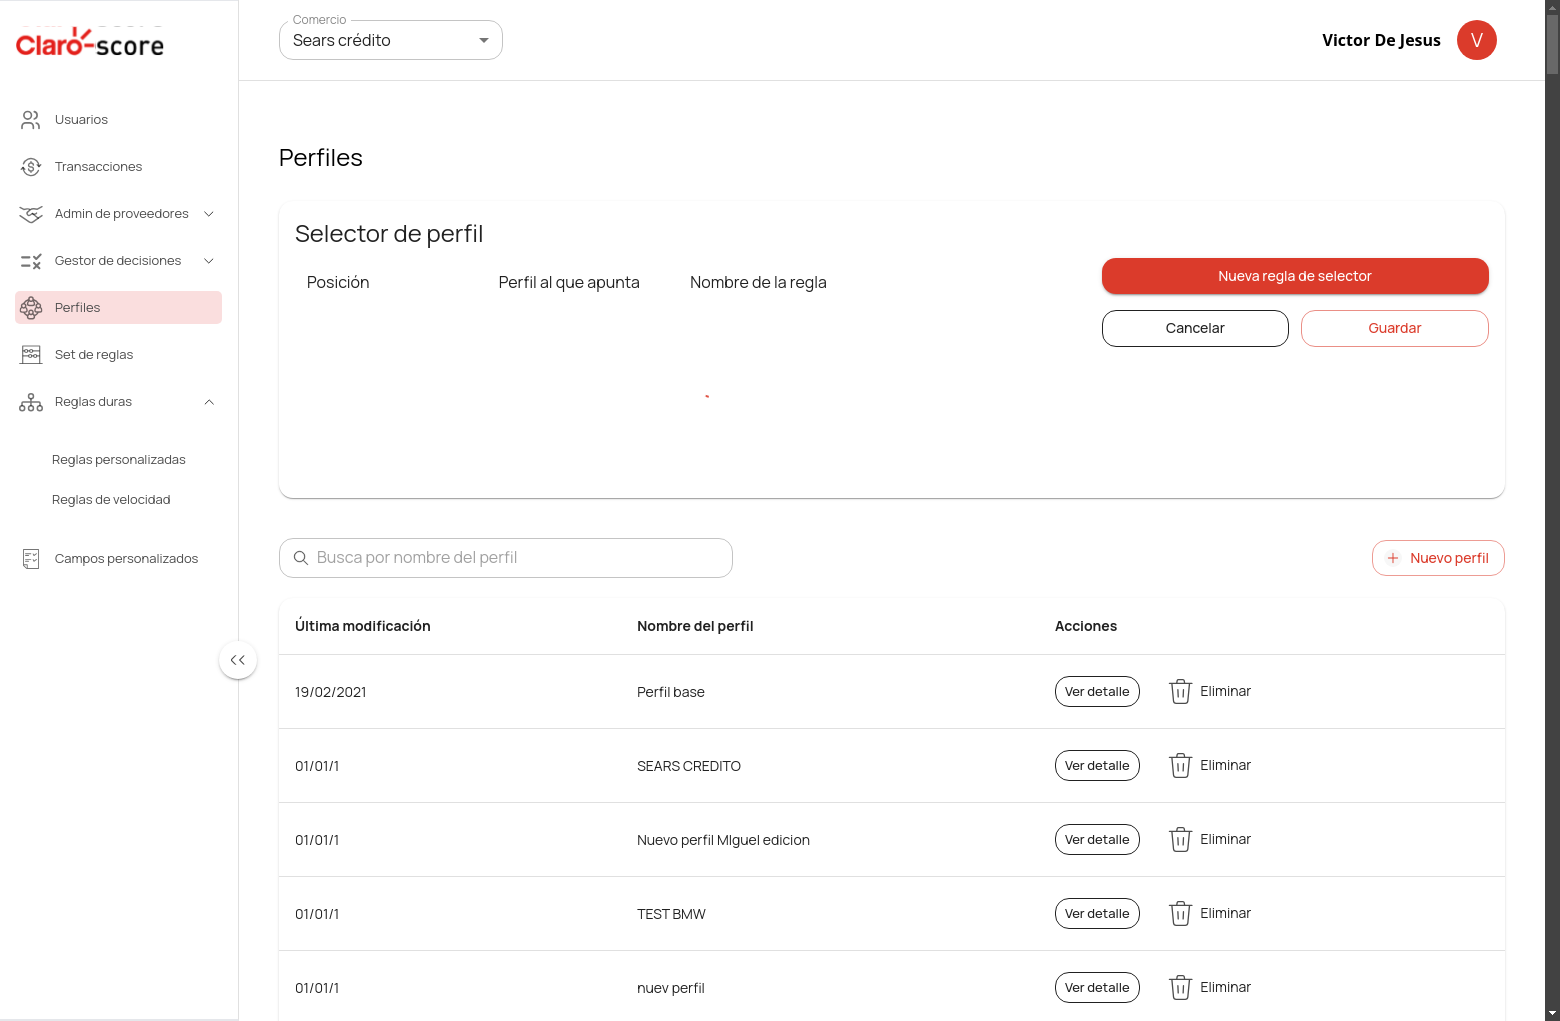 Claro-score
Comercio
Sears crédito
Victor De Jesus
V
Usuarios
Transacciones
Admin de proveedores
Gestor de decisiones
Perfiles
Set de reglas
Reglas duras
Reglas personalizadas
Reglas de velocidad
Campos personalizados
Perfiles
Selector de perfil
Posición Perfil al que apunta Nombre de la regla
Nueva regla de selector
Cancelar Guardar
Busca por nombre del perfil
Nuevo perfil
Última modificación Nombre del perfil Acciones
19/02/2021 Perfil base Ver detalle Eliminar
01/01/1 SEARS CREDITO Ver detalle Eliminar
01/01/1 Nuevo perfil MIguel edicion Ver detalle Eliminar
01/01/1 TEST BMW Ver detalle Eliminar
01/01/1 nuev perfil Ver detalle Eliminar